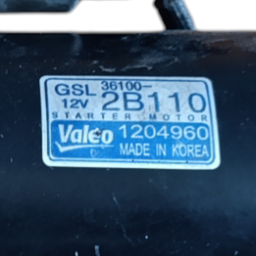 GSL 36100-
12V 2B110
STARTER MOTOR
Valeo 1204960
MADE IN KOREA